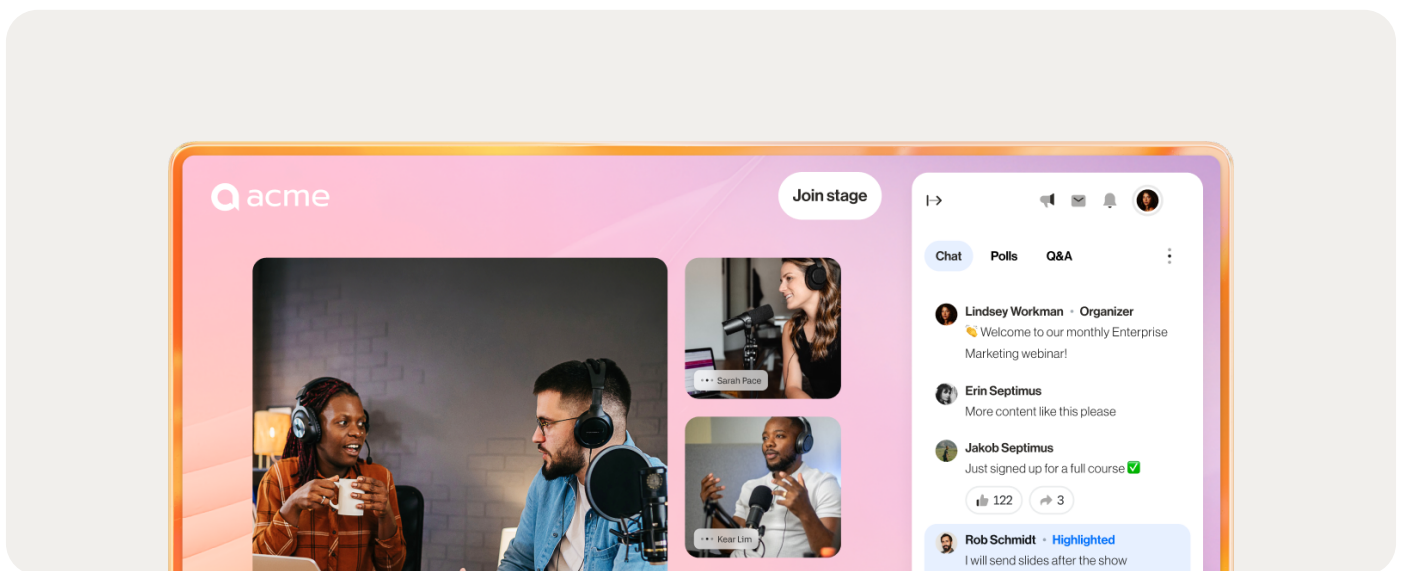 acme
Join stage
Sarah Pace
Kear Lim
Chat Polls Q&A
Lindsey Workman • Organizer
👏 Welcome to our monthly Enterprise
Marketing webinar!
Erin Septimus
More content like this please
Jakob Septimus
Just signed up for a full course ✅
122 3
Rob Schmidt • Highlighted
I will send slides after the show